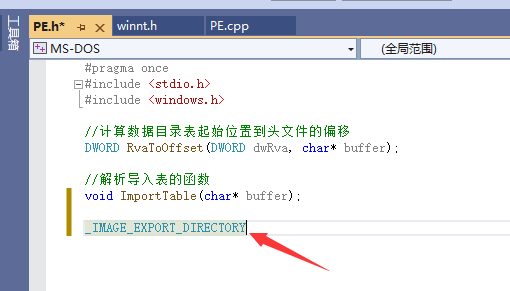 PE.h*
winnt.h
PE.cpp
工具箱
MS-DOS
(全局范围)
#pragma once
#include <stdio.h>
#include <windows.h>
//计算数据目录表起始位置到头文件的偏移
DWORD RvaToOffset(DWORD dwRva, char* buffer);
//解析导入表的函数
void ImportTable(char* buffer);
_IMAGE_EXPORT_DIRECTORY